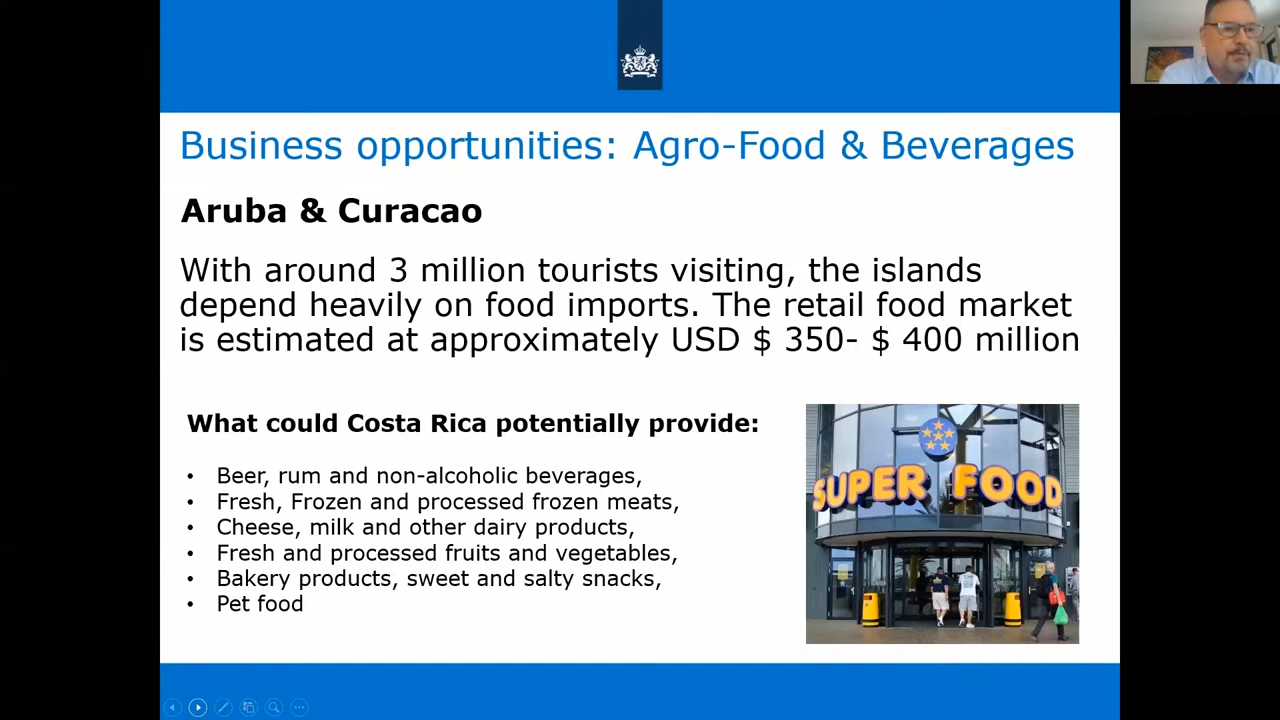 Business opportunities: Agro-Food & Beverages
Aruba & Curacao
With around 3 million tourists visiting, the islands
depend heavily on food imports. The retail food market
is estimated at approximately USD $ 350- $ 400 million
What could Costa Rica potentially provide:
• Beer, rum and non-alcoholic beverages,
• Fresh, Frozen and processed frozen meats,
• Cheese, milk and other dairy products,
• Fresh and processed fruits and vegetables,
• Bakery products, sweet and salty snacks,
• Pet food
SUPER FOOD